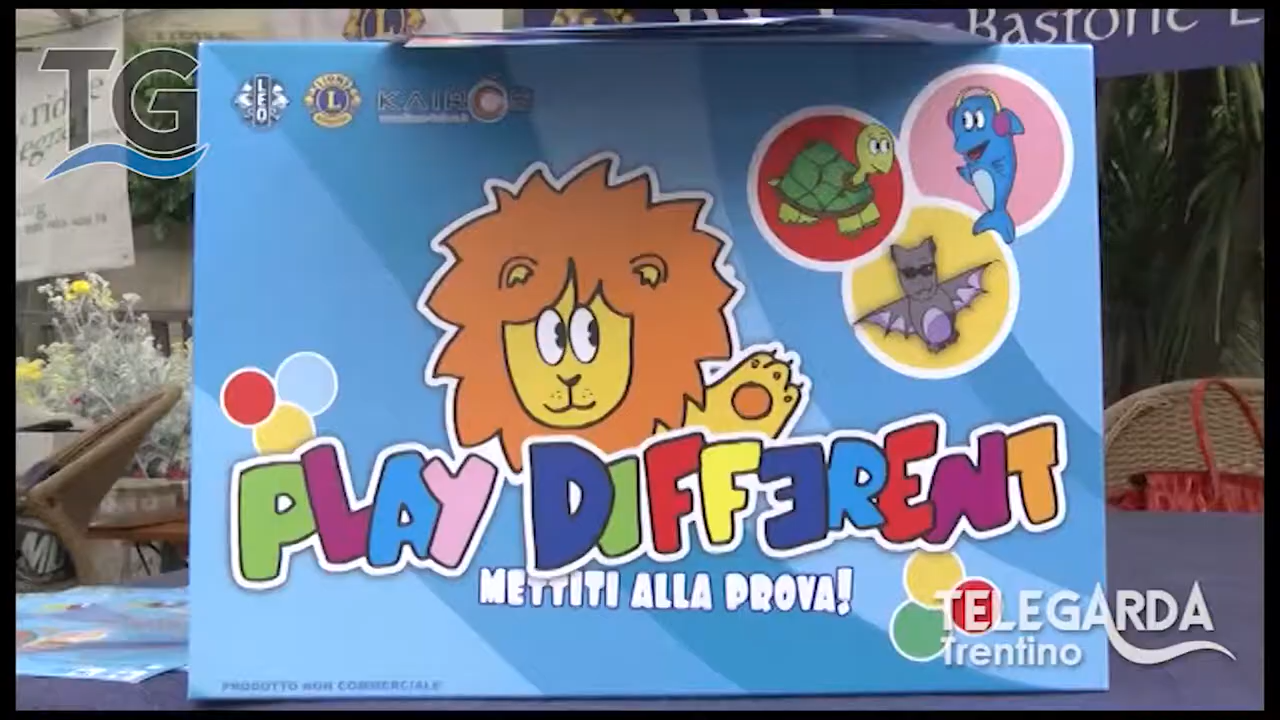 Bastone
TG
LEO
L
KAIROS
PLAY DIFFERENT
METTITI ALLA PROVA!
TELEGARDA
Trentino
PRODOTTO NON COMMERCIALE